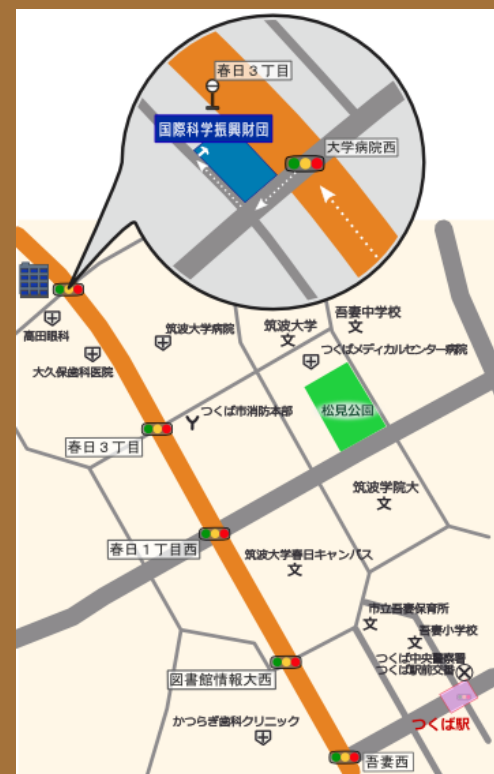 春日３丁目
国際科学振興財団
大学病院西
吾妻中学校
筑波大学病院
筑波大学
高田眼科
つくばメディカルセンター病院
大久保歯科医院
つくば市消防本部
松見公園
春日３丁目
筑波学院大
春日１丁目西
筑波大学春日キャンパス
市立吾妻保育所
吾妻小学校
つくば中央警察署
つくば駅前交番
図書館情報大西
かつらぎ歯科クリニック
つくば駅
吾妻西